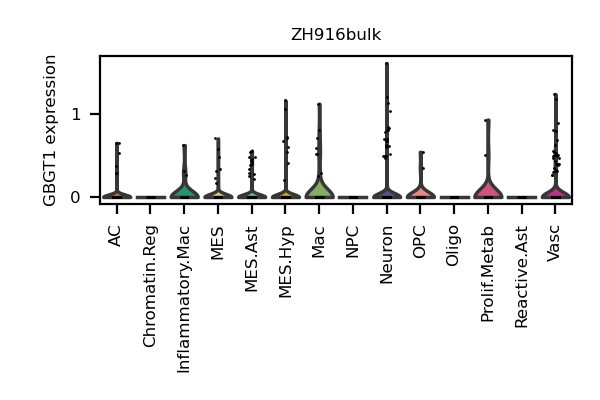 ZH916bulk
GBGT1 expression
1
0
AC
Chromatin.Reg
Inflammatory.Mac
MES
MES.Ast
MES.Hyp
Mac
NPC
Neuron
OPC
Oligo
Prolif.Metab
Reactive.Ast
Vasc